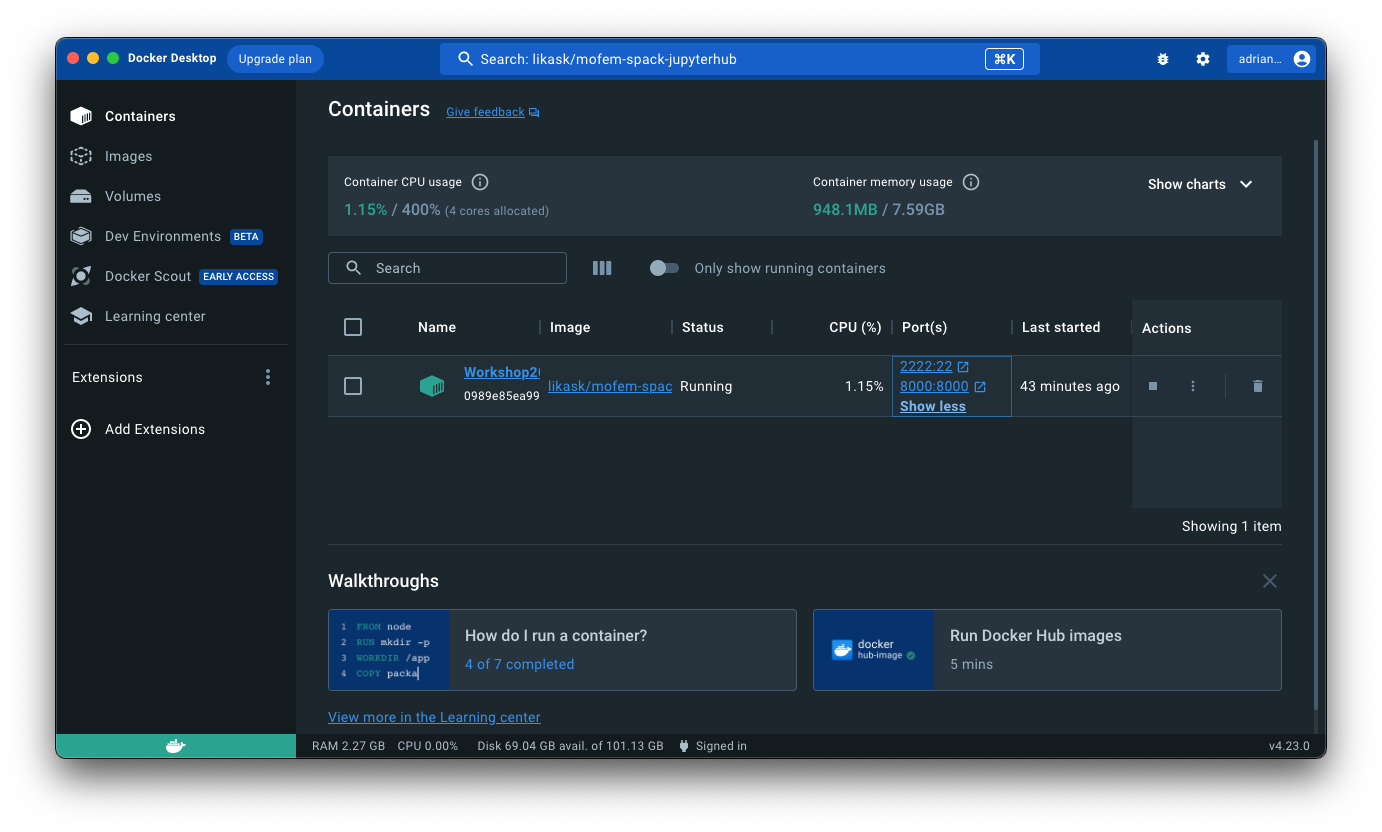 Docker Desktop Upgrade plan Search: likask/mofem-spack-jupyterhub ⌘K adrian...
Containers
Images
Volumes
Dev Environments BETA
Docker Scout EARLY ACCESS
Learning center
Extensions
Add Extensions
Containers Give feedback
Container CPU usage
1.15% / 400% (4 cores allocated)
Container memory usage
948.1MB / 7.59GB
Show charts
Search
Only show running containers
Name Image Status CPU (%) Port(s) Last started Actions
Workshop20
0989e85ea99
likask/mofem-spac
Running
1.15%
2222:22
8000:8000
Show less
43 minutes ago
Showing 1 item
Walkthroughs
1 FROM node
2 RUN mkdir -p
3 WORKDIR /app
4 COPY packa
How do I run a container?
4 of 7 completed
docker
hub-image
Run Docker Hub images
5 mins
View more in the Learning center
RAM 2.27 GB CPU 0.00% Disk 69.04 GB avail. of 101.13 GB Signed in v4.23.0